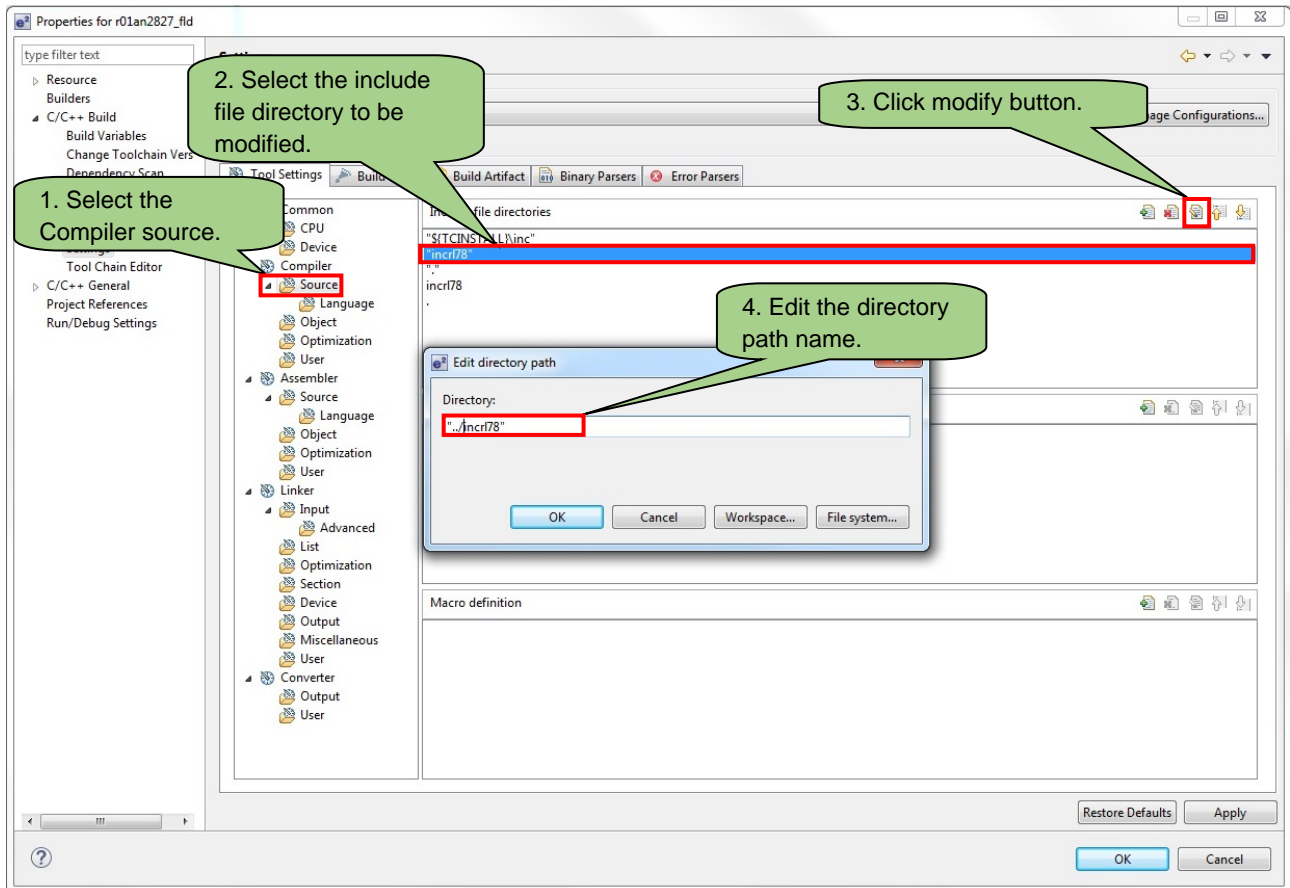 Properties for r01an2827_fld
type filter text
Resource
Builders
C/C++ Build
Build Variables
Change Toolchain Vers
Dependency Scan
Tool Chain Editor
C/C++ General
Project References
Run/Debug Settings
2. Select the include
file directory to be
modified.
3. Click modify button.
age Configurations...
1. Select the
Compiler source.
Tool Settings
Build
Build Artifact
Binary Parsers
Error Parsers
Common
CPU
Device
Compiler
Source
Language
Object
Optimization
User
Assembler
Source
Language
Object
Optimization
User
Linker
Input
Advanced
List
Optimization
Section
Device
Output
Miscellaneous
User
Converter
Output
User
file directories
"${TCINSTALL}\inc"
"incrl78"
"."
incrl78
.
4. Edit the directory
path name.
Edit directory path
Directory:
"../incrl78"
OK Cancel Workspace... File system...
Macro definition
Restore Defaults Apply
OK Cancel